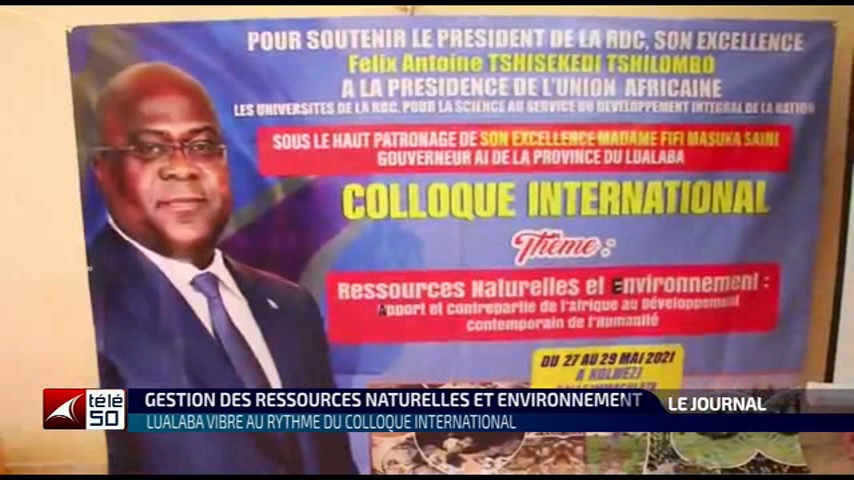 POUR SOUTENIR LE PRESIDENT DE LA RDC, SON EXCELLENCE
Felix Antoine TSHISEKEDI TSHILOMBO
A LA PRESIDENCE DE L'UNION AFRICAINE
LES UNIVERSITES DE LA RDC, POUR LA SCIENCE AU SERVICE DU DEVELOPPEMENT INTEGRAL DE LA NATION
SOUS LE HAUT PATRONAGE DE SON EXCELLENCE MADAME FIFI MASUKA SAINI
GOUVERNEUR AI DE LA PROVINCE DU LUALABA
COLLOQUE INTERNATIONAL
Thème :
Ressources Naturelles et Environnement :
Apport et Contrepartie de l'Afrique au Développement
Contemporain de l'Humanité
DU 27 AU 29 MAI 2021
A KOLWEZI
télé 50
GESTION DES RESSOURCES NATURELLES ET ENVIRONNEMENT
LE JOURNAL
LUALABA VIBRE AU RYTHME DU COLLOQUE INTERNATIONAL